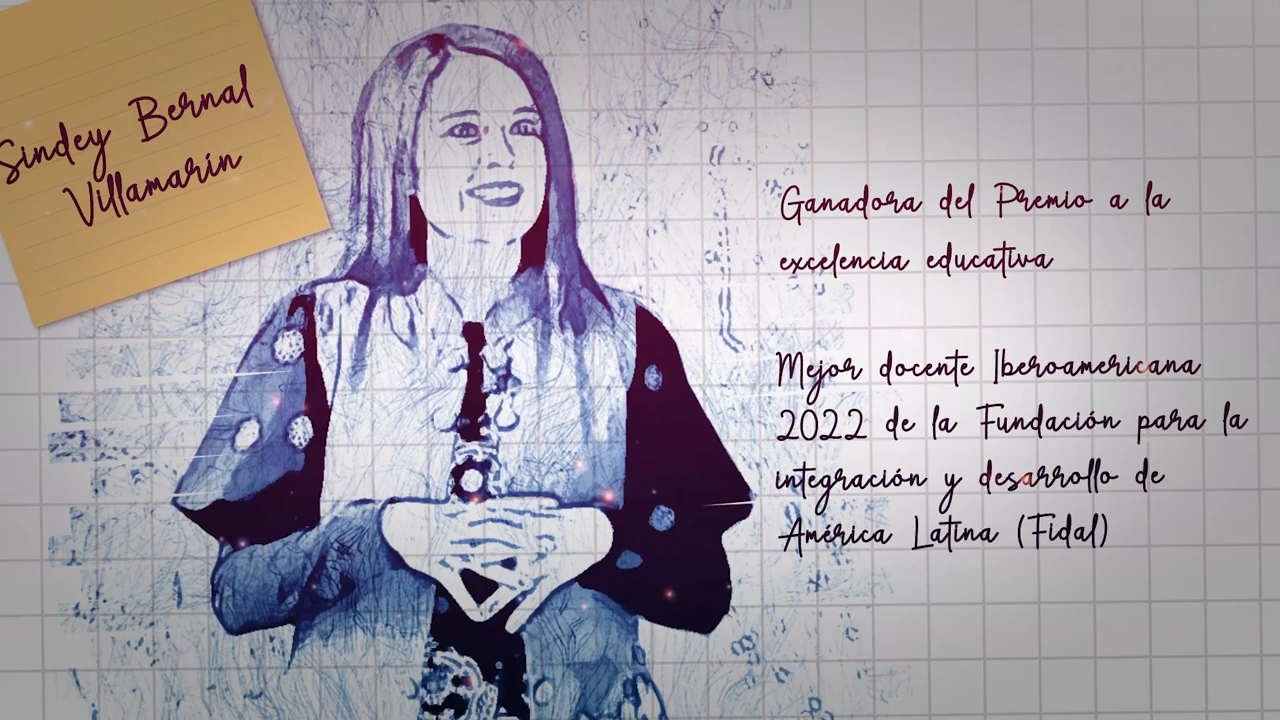 Sindey Bernal
Villamarín
Ganadora del Premio a la
excelencia educativa
Mejor docente Iberoamericana
2022 de la Fundación para la
integración y desarrollo de
América Latina (Fidal)